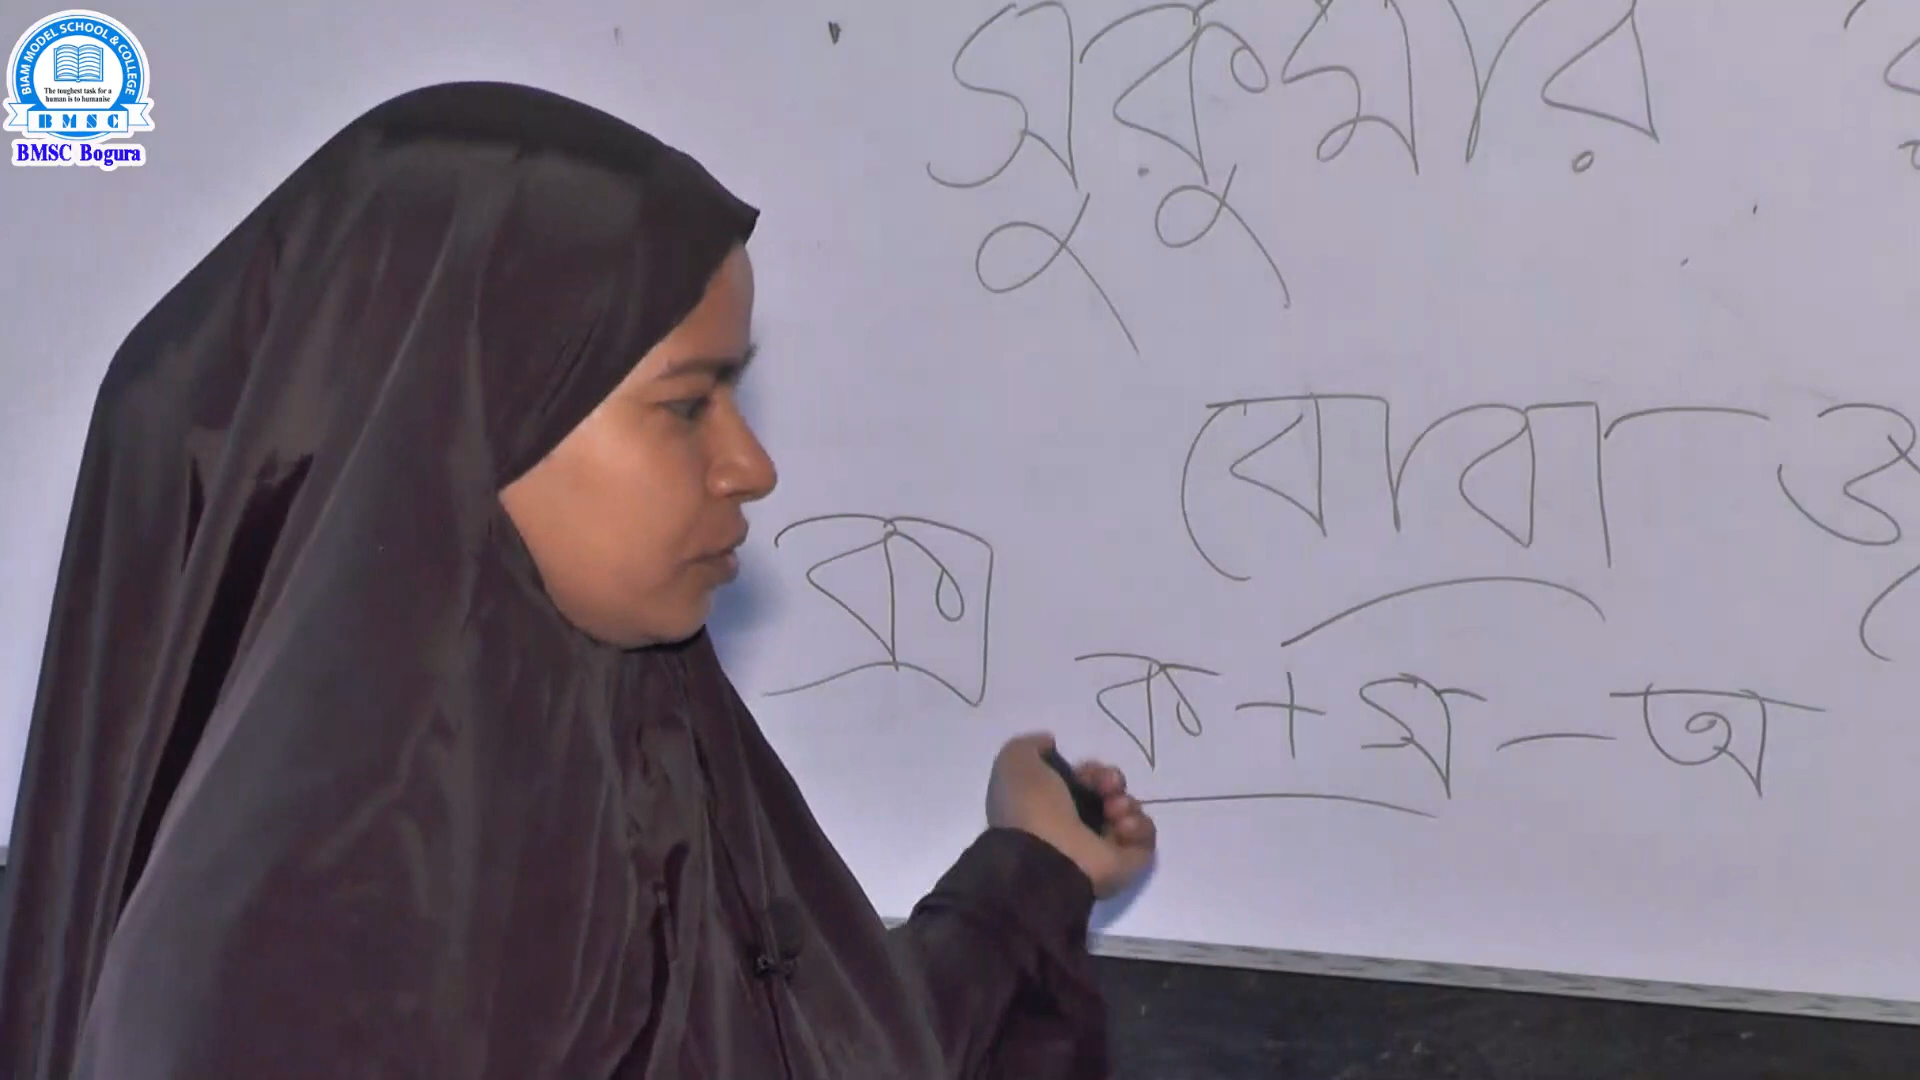 BIAM MODEL SCHOOL & COLLEGE
The toughest task for a
human is to humanise
BMSC
BMSC Bogura
সুকুমার
বোবা
ক
ক + স - অ